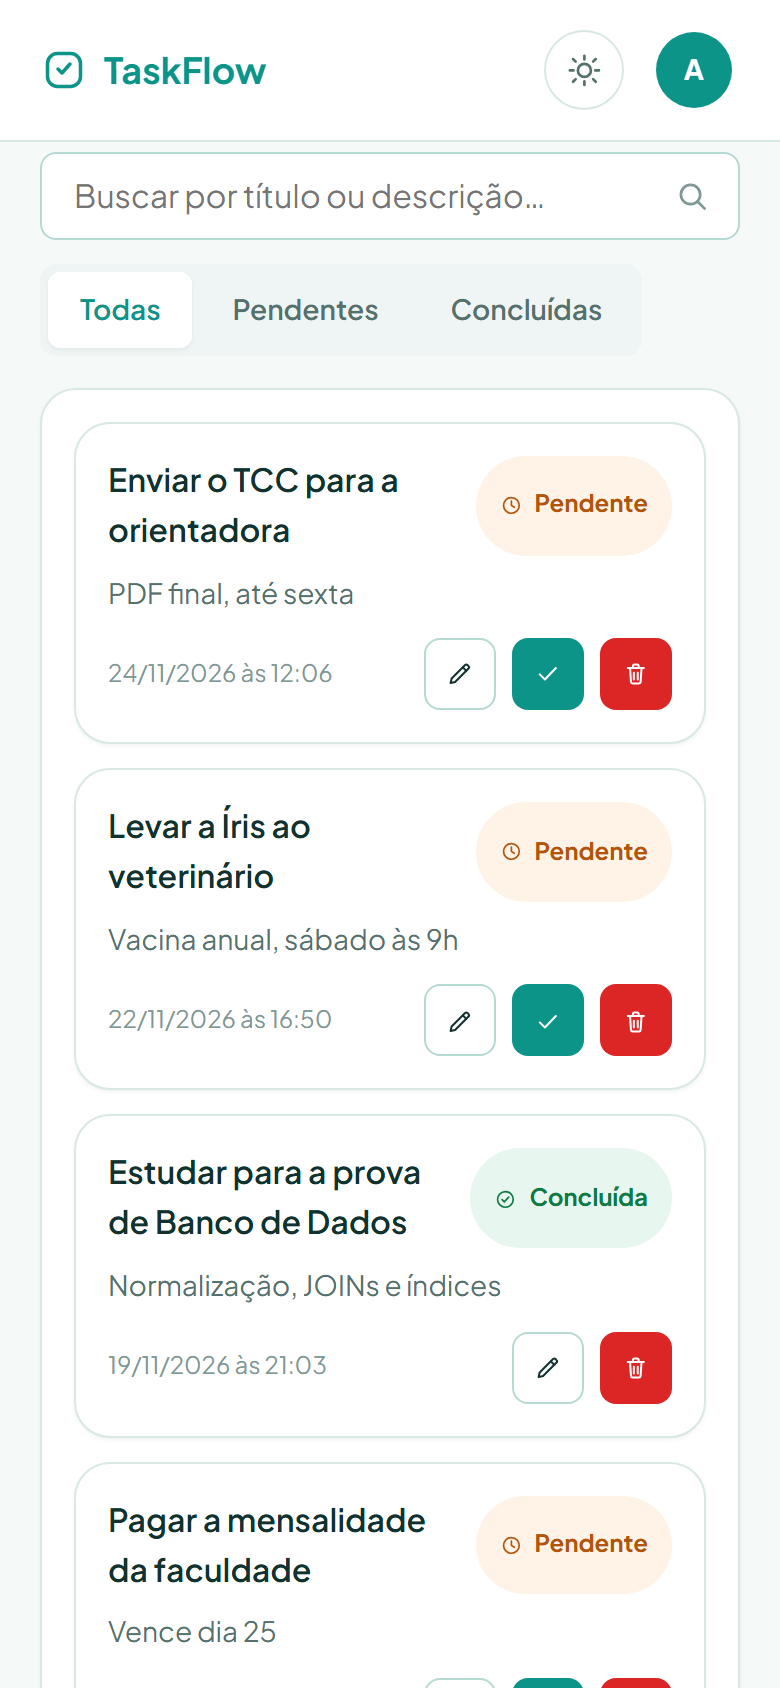 TaskFlow
A
Buscar por título ou descrição...
Todas
Pendentes
Concluídas
Enviar o TCC para a
orientadora
Pendente
PDF final, até sexta
24/11/2026 às 12:06
Levar a Íris ao
veterinário
Pendente
Vacina anual, sábado às 9h
22/11/2026 às 16:50
Estudar para a prova
de Banco de Dados
Concluída
Normalização, JOINs e índices
19/11/2026 às 21:03
Pagar a mensalidade
da faculdade
Pendente
Vence dia 25